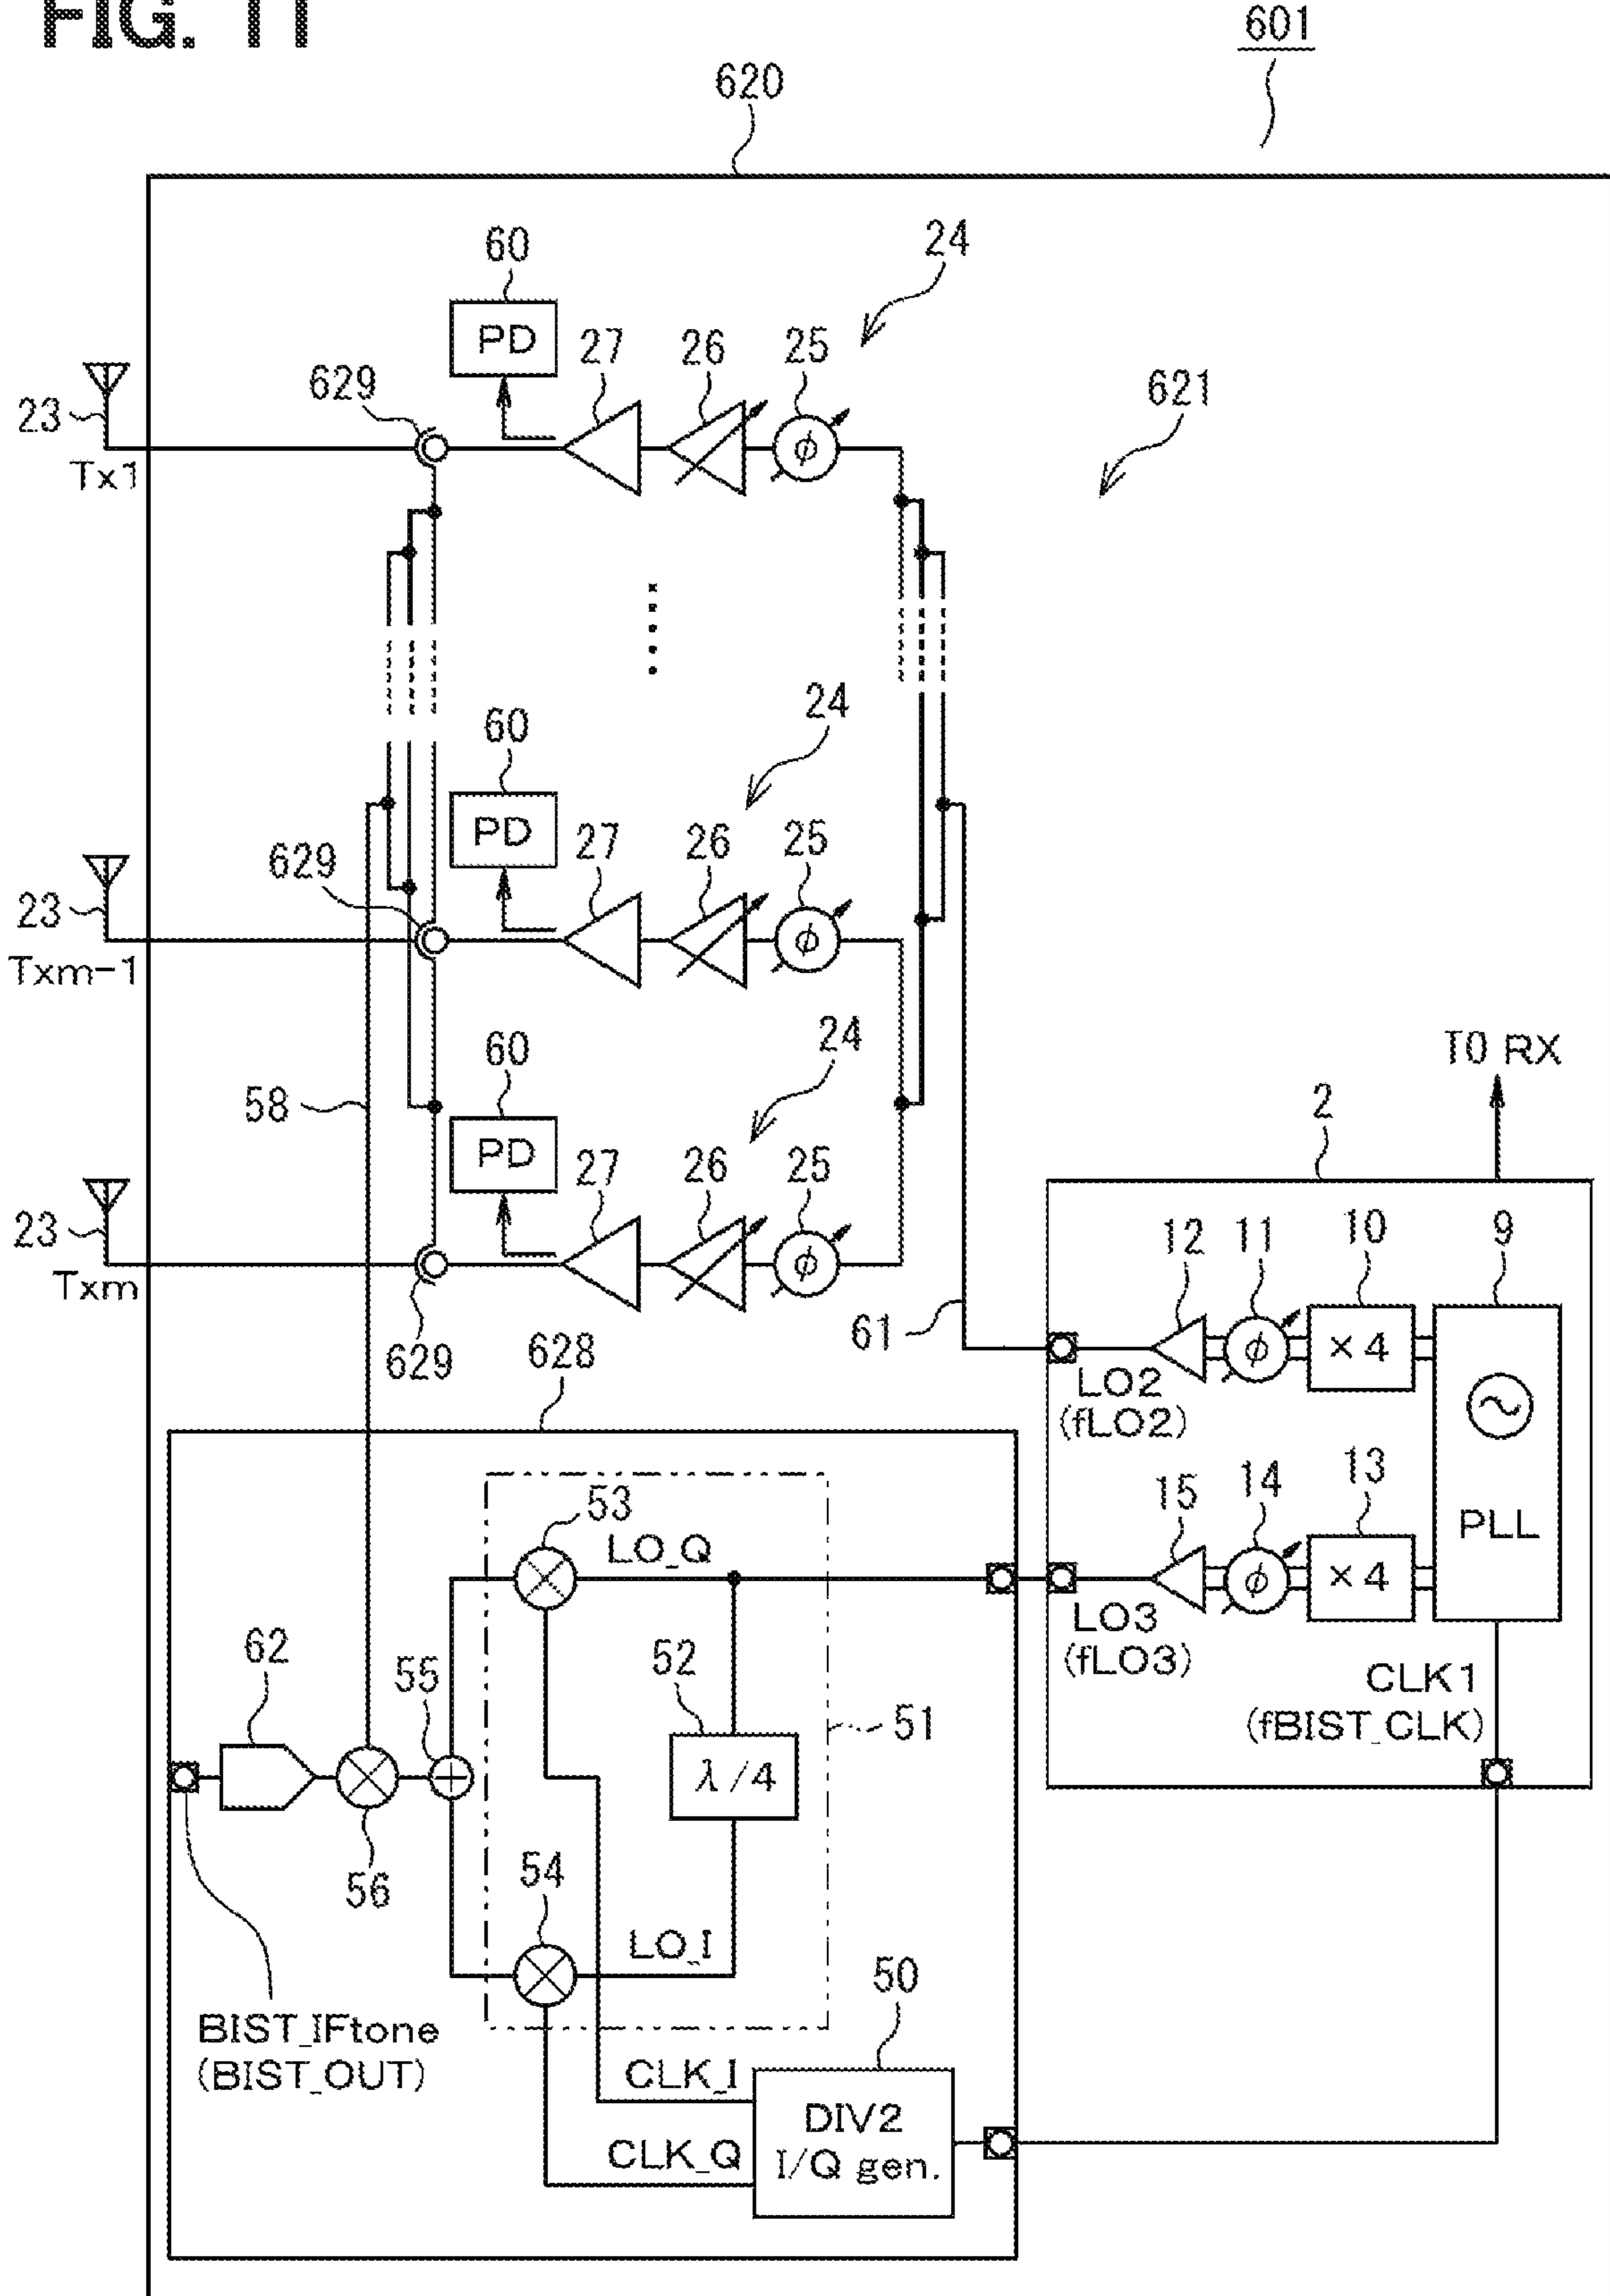 FIG. 11
601
620
60
24
PD
27
26
25
621
629
φ
23
Tx1
60
24
PD
27
26
25
629
φ
23
Txm-1
60
24
PD
27
26
25
φ
58
23
Txm
629
61
TO RX
2
12
11
10
9
φ
×4
LO2
(fLO2)
15
14
13
φ
×4
PLL
LO3
(fLO3)
CLK1
(fBIST_CLK)
628
53
LO_Q
62
55
52
51
λ/4
56
54
LO_I
50
BIST_IFtone
(BIST_OUT)
CLK_I
DIV2
CLK_Q
I/Q gen.